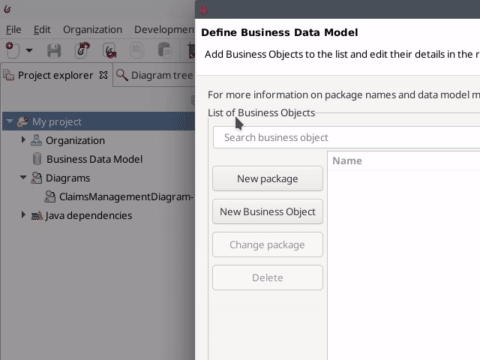 Define Business Data Model
File Edit Organization Developmen
Add Business Objects to the list and edit their details in the r
Project explorer
Diagram tree
My project
Organization
Business Data Model
Diagrams
ClaimsManagementDiagram-
Java dependencies
For more information on package names and data model m
List of Business Objects
Search business object
Name
New package
New Business Object
Change package
Delete